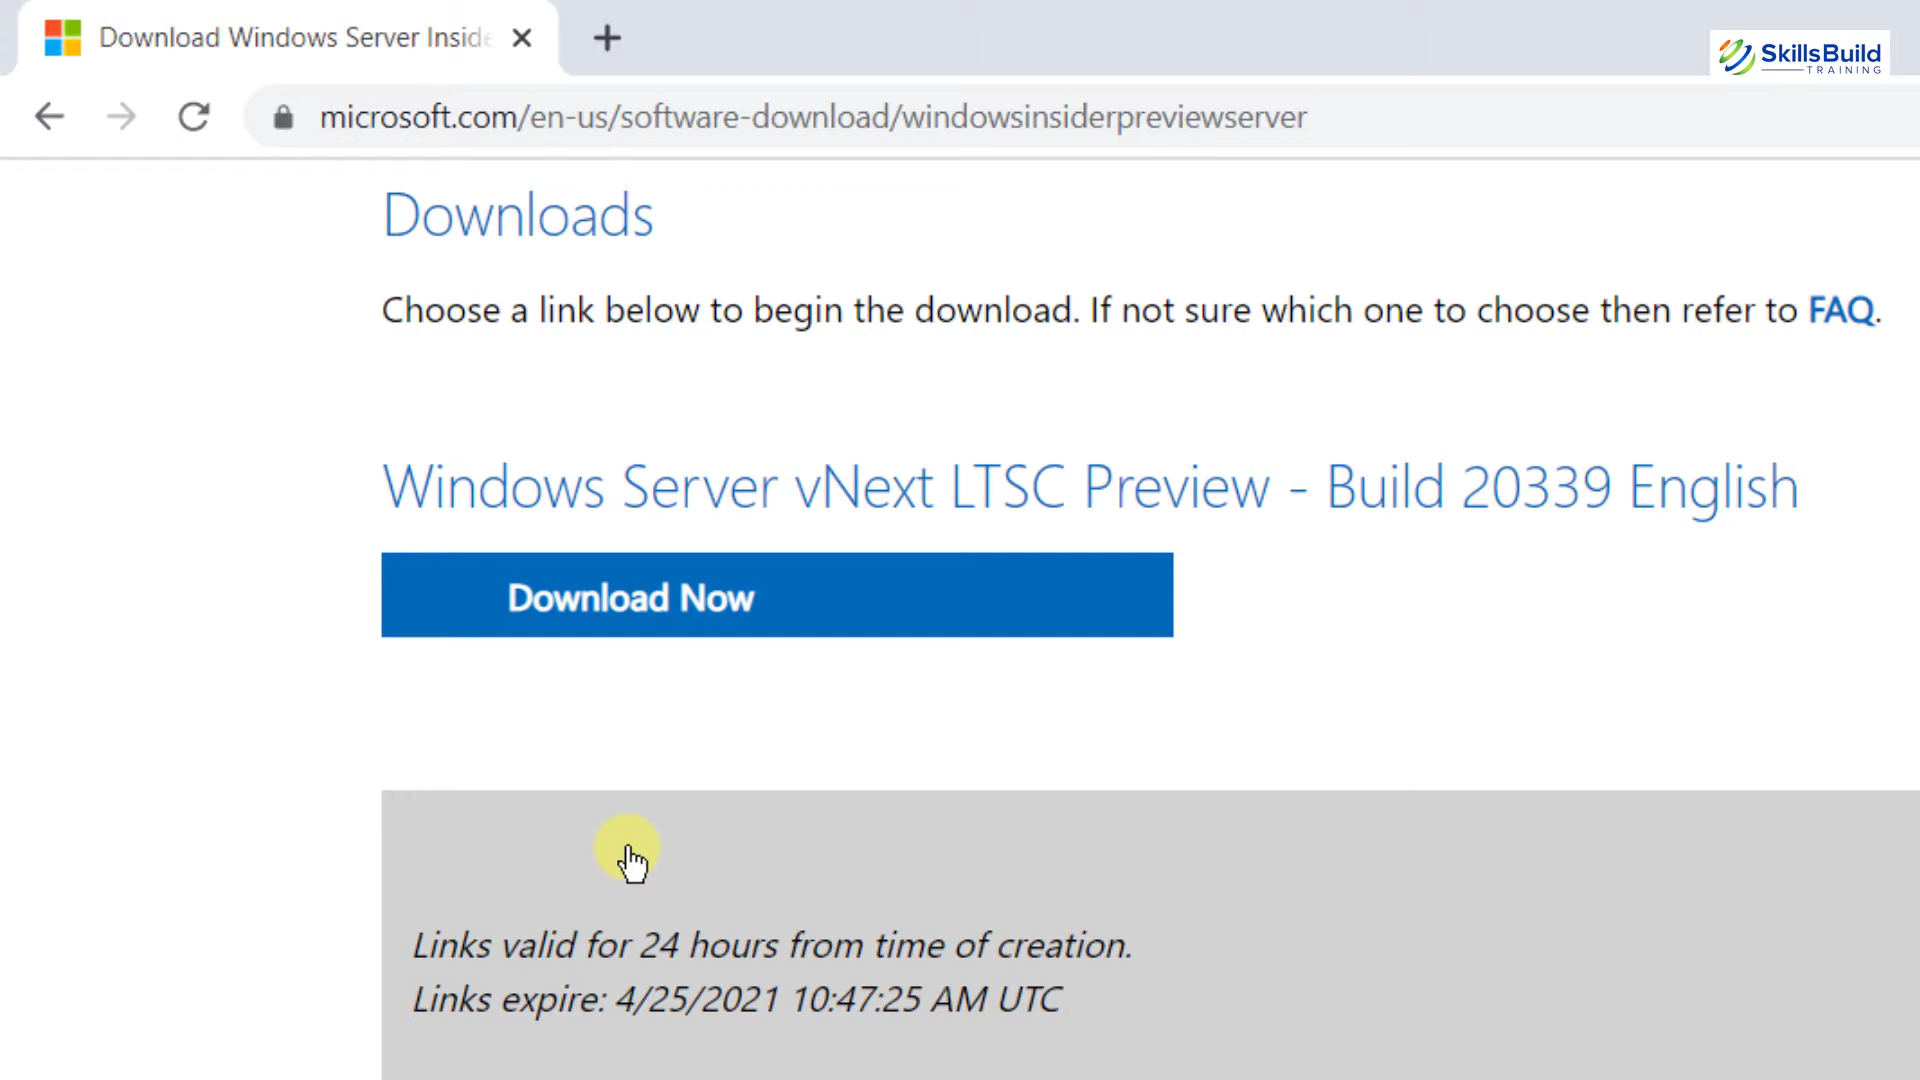 Download Windows Server Inside
SkillsBuild
TRAINING
microsoft.com/en-us/software-download/windowsinsiderpreviewserver
Downloads
Choose a link below to begin the download. If not sure which one to choose then refer to FAQ.
Windows Server vNext LTSC Preview - Build 20339 English
Download Now
Links valid for 24 hours from time of creation.
Links expire: 4/25/2021 10:47:25 AM UTC